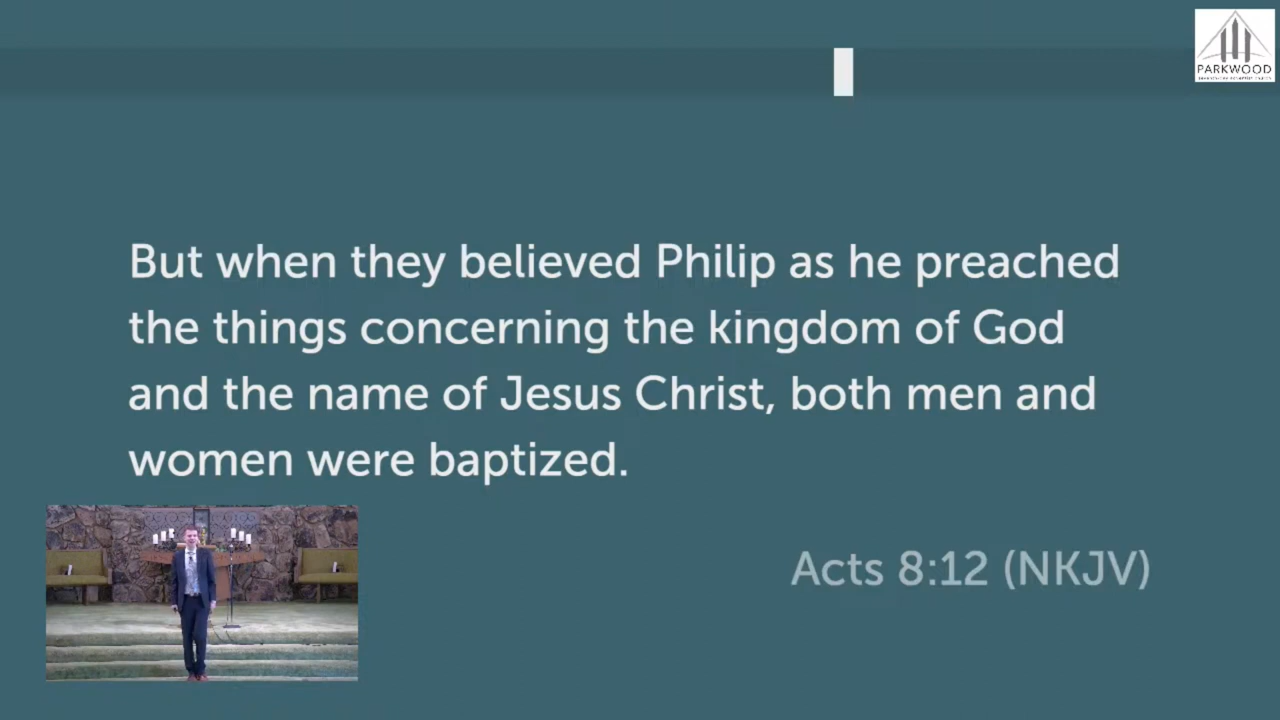 PARKWOOD
But when they believed Philip as he preached
the things concerning the kingdom of God
and the name of Jesus Christ, both men and
women were baptized.
Acts 8:12 (NKJV)